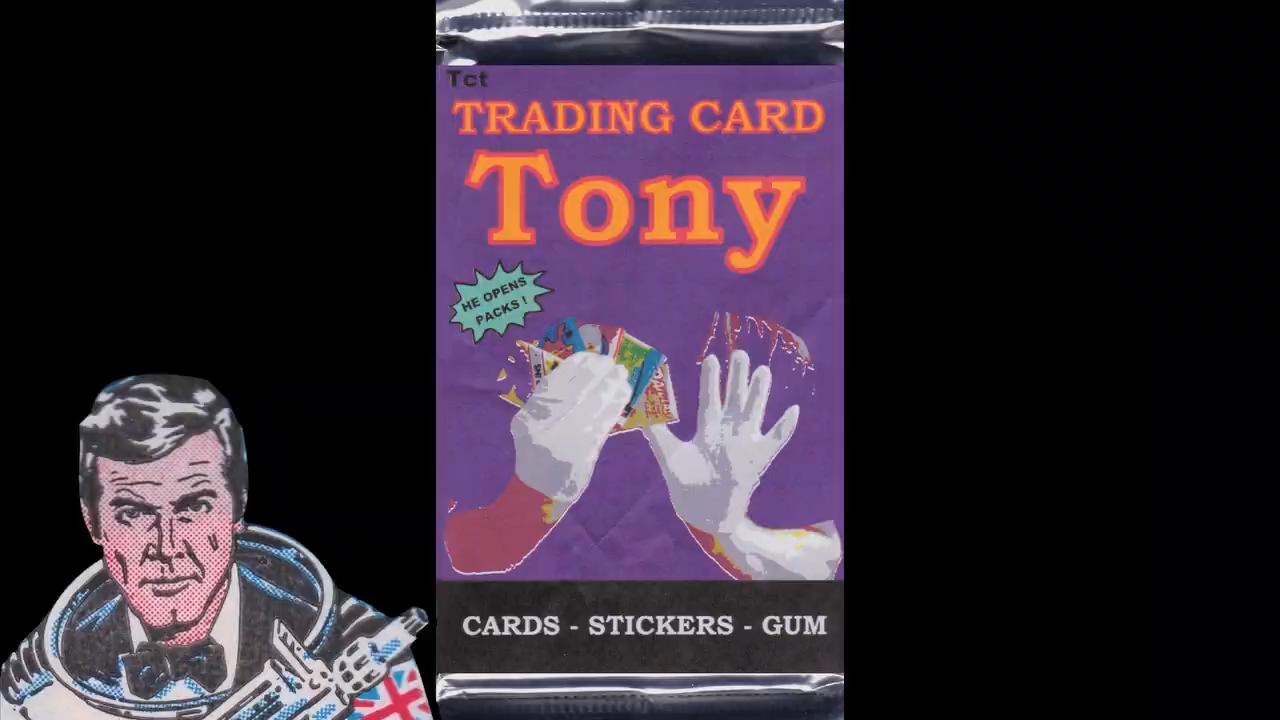 Tct
TRADING CARD
Tony
HE OPENS
PACKS !
CARDS - STICKERS - GUM